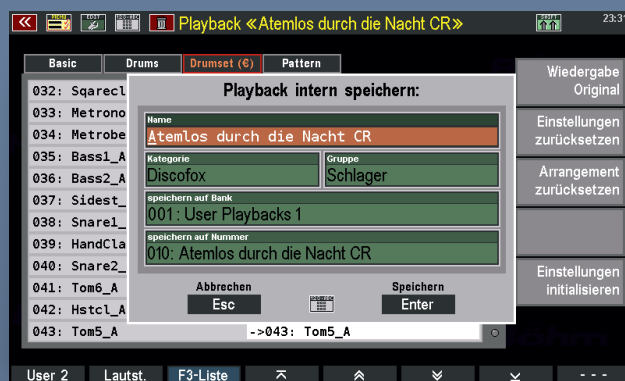 MENU
EDIT
Playback «Atemlos durch die Nacht CR»
SHIFT
23:3
Basic
Drums
Drumset (€)
Pattern
032: Sqarecl
033: Metrono
034: Metrobe
035: Bass1_A
036: Bass2_A
037: Sidest_
038: Snare1_
039: HandCla
040: Snare2_
041: Tom6_A
042: Hstcl_A
043: Tom5_A
->043: Tom5_A
Playback intern speichern:
Name
Atemlos durch die Nacht CR
Kategorie
Discofox
Gruppe
Schlager
speichern auf Bank
001: User Playbacks 1
speichern auf Nummer
010: Atemlos durch die Nacht CR
Abbrechen
Esc
Speichern
Enter
Wiedergabe
Original
Einstellungen
zurücksetzen
Arrangement
zurücksetzen
Einstellungen
initialisieren
User 2
Lautst.
F3-Liste
- - -